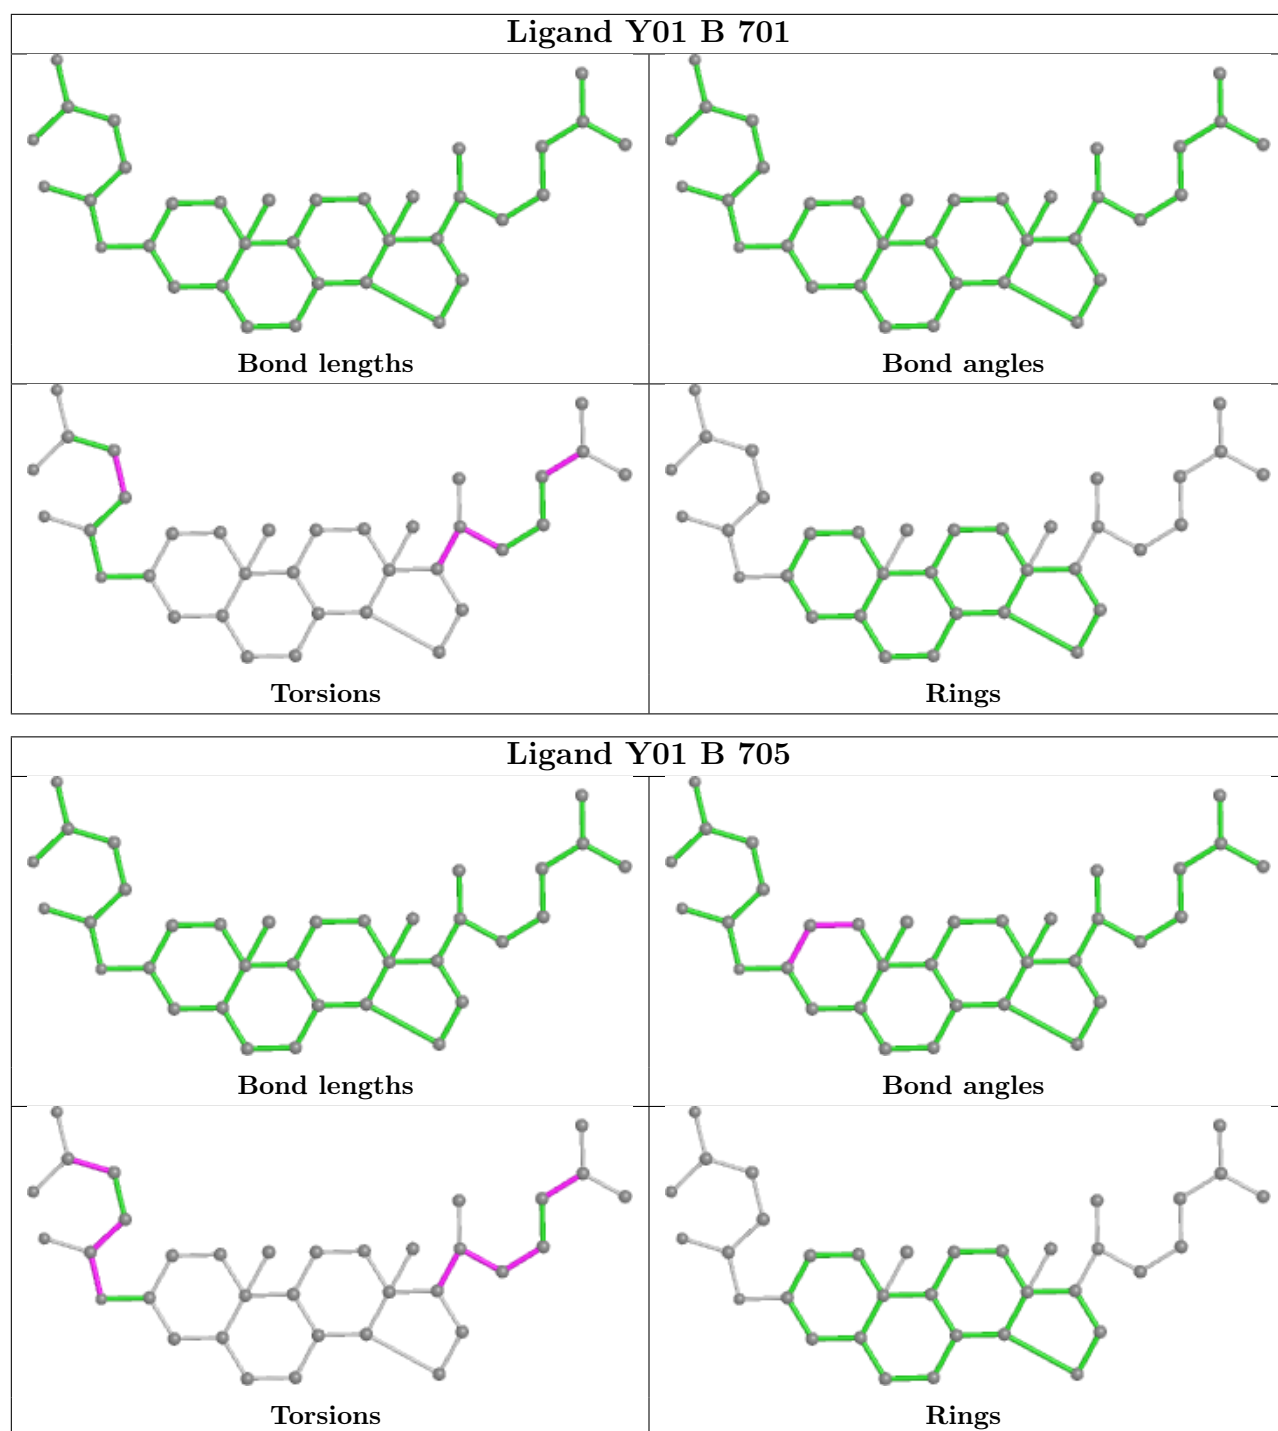 Ligand Y01 B 701
Bond lengths
Bond angles
Torsions
Rings
Ligand Y01 B 705
Bond lengths
Bond angles
Torsions
Rings